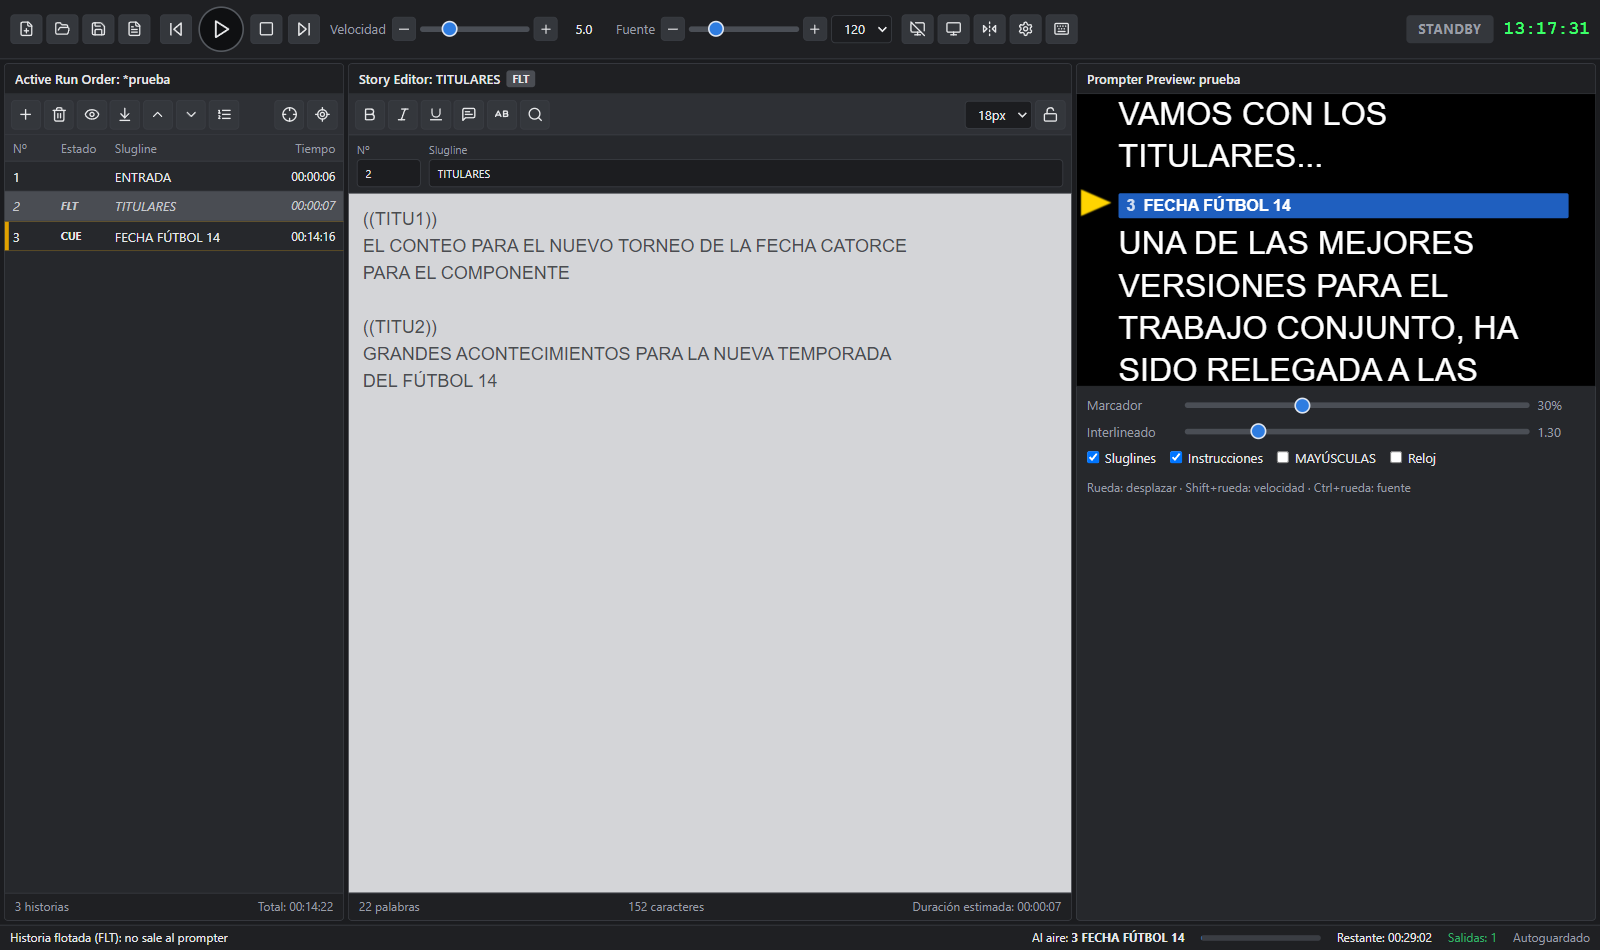 Velocidad 5.0 Fuente 120 STANDBY 13:17:31
Active Run Order: *prueba
Nº Estado Slugline Tiempo
1 ENTRADA 00:00:06
2 FLT TITULARES 00:00:07
3 CUE FECHA FÚTBOL 14 00:14:16
3 historias Total: 00:14:22
Story Editor: TITULARES FLT
B I U AB 18px
Nº Slugline
2 TITULARES
((TITU1))
EL CONTEO PARA EL NUEVO TORNEO DE LA FECHA CATORCE
PARA EL COMPONENTE
((TITU2))
GRANDES ACONTECIMIENTOS PARA LA NUEVA TEMPORADA
DEL FÚTBOL 14
22 palabras 152 caracteres Duración estimada: 00:00:07
Prompter Preview: prueba
VAMOS CON LOS
TITULARES...
3 FECHA FÚTBOL 14
UNA DE LAS MEJORES
VERSIONES PARA EL
TRABAJO CONJUNTO, HA
SIDO RELEGADA A LAS
Marcador 30%
Interlineado 1.30
Sluglines Instrucciones MAYÚSCULAS Reloj
Rueda: desplazar · Shift+rueda: velocidad · Ctrl+rueda: fuente
Historia flotada (FLT): no sale al prompter
Al aire: 3 FECHA FÚTBOL 14 Restante: 00:29:02 Salidas: 1 Autoguardado